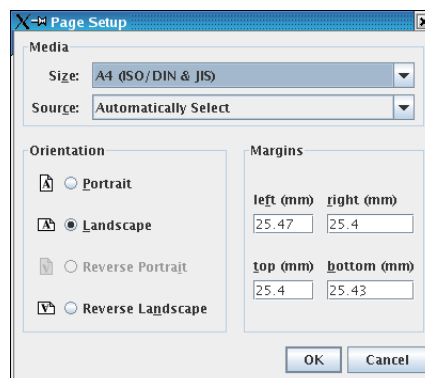 Page Setup
Media
Size: A4 (ISO/DIN & JIS)
Source: Automatically Select
Orientation
Portrait
Landscape
Reverse Portrait
Reverse Landscape
Margins
left (mm) right (mm)
25.47 25.4
top (mm) bottom (mm)
25.4 25.43
OK Cancel